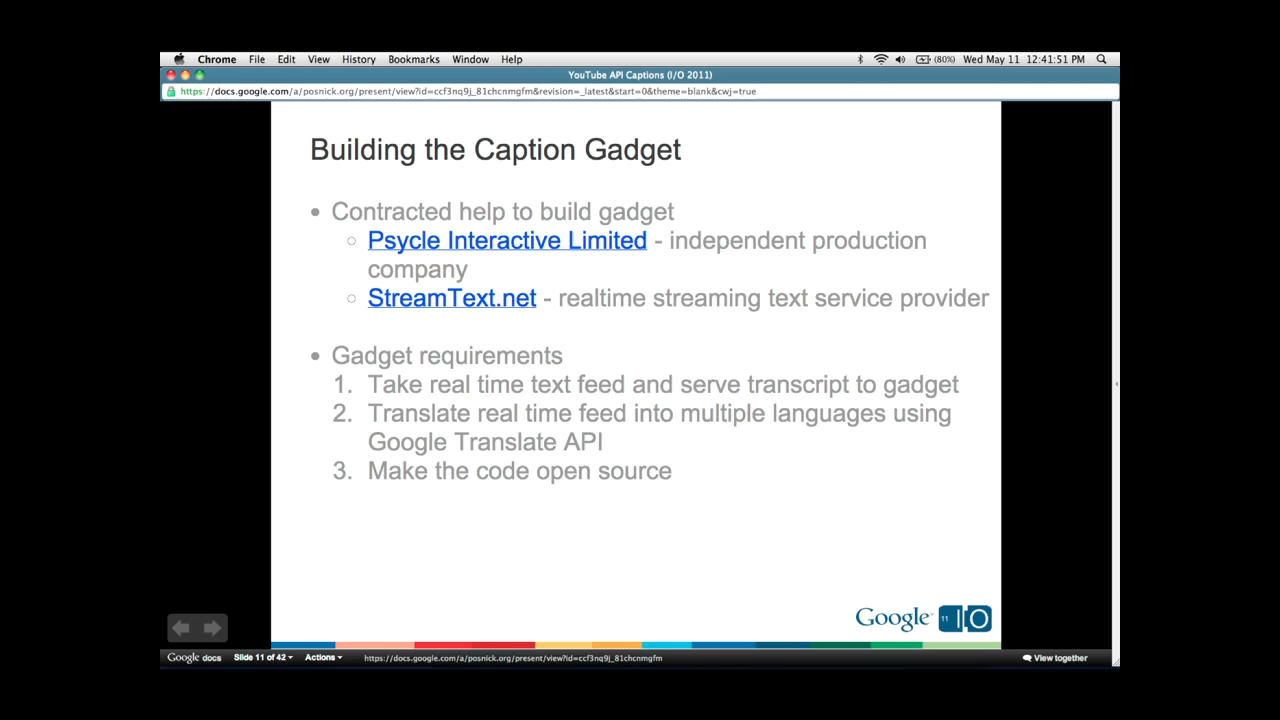 Chrome File Edit View History Bookmarks Window Help (80%) Wed May 11 12:41:51 PM
YouTube API Captions (I/O 2011)
https://docs.google.com/a/posnick.org/present/view?id=ccf3nq9j_81chcnmgfm&revision=_latest&start=0&theme=blank&cwj=true
Building the Caption Gadget
• Contracted help to build gadget
○ Psycle Interactive Limited - independent production
company
○ StreamText.net - realtime streaming text service provider
• Gadget requirements
1. Take real time text feed and serve transcript to gadget
2. Translate real time feed into multiple languages using
Google Translate API
3. Make the code open source
Google 11 I/O
Google docs Slide 11 of 42 Actions https://docs.google.com/a/posnick.org/present/view?id=ccf3nq9j_81chcnmgfm View together